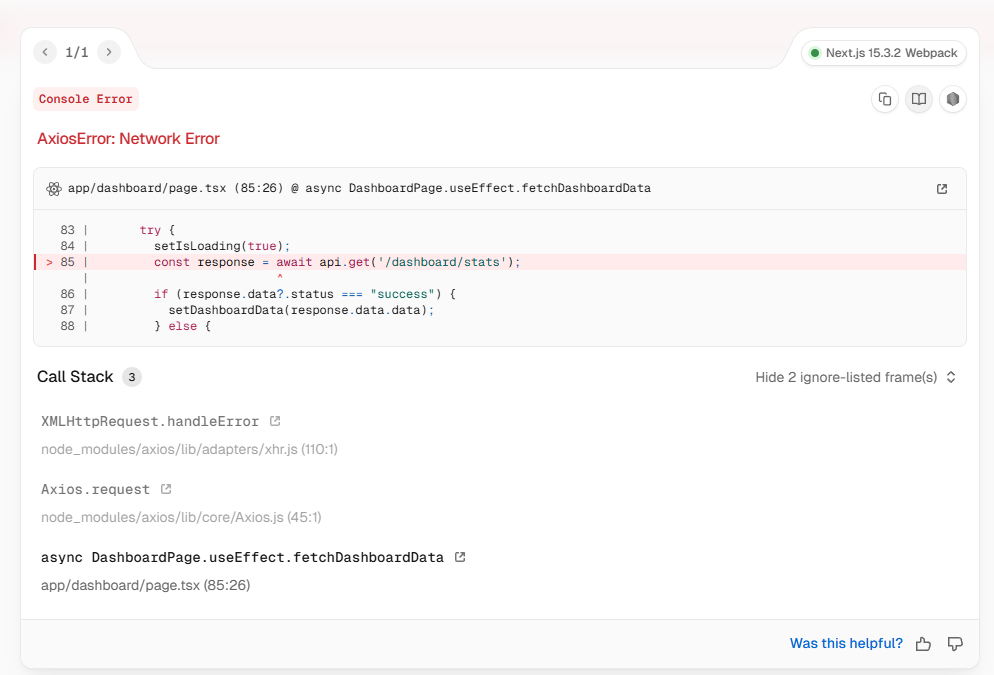 1/1
Next.js 15.3.2 Webpack
Console Error
AxiosError: Network Error
app/dashboard/page.tsx (85:26) @ async DashboardPage.useEffect.fetchDashboardData
83 |       try {
84 |         setIsLoading(true);
> 85 |         const response = await api.get('/dashboard/stats');
|                          ^
86 |         if (response.data?.status === "success") {
87 |           setDashboardData(response.data.data);
88 |         } else {
Call Stack 3
Hide 2 ignore-listed frame(s)
XMLHttpRequest.handleError
node_modules/axios/lib/adapters/xhr.js (110:1)
Axios.request
node_modules/axios/lib/core/Axios.js (45:1)
async DashboardPage.useEffect.fetchDashboardData
app/dashboard/page.tsx (85:26)
Was this helpful?